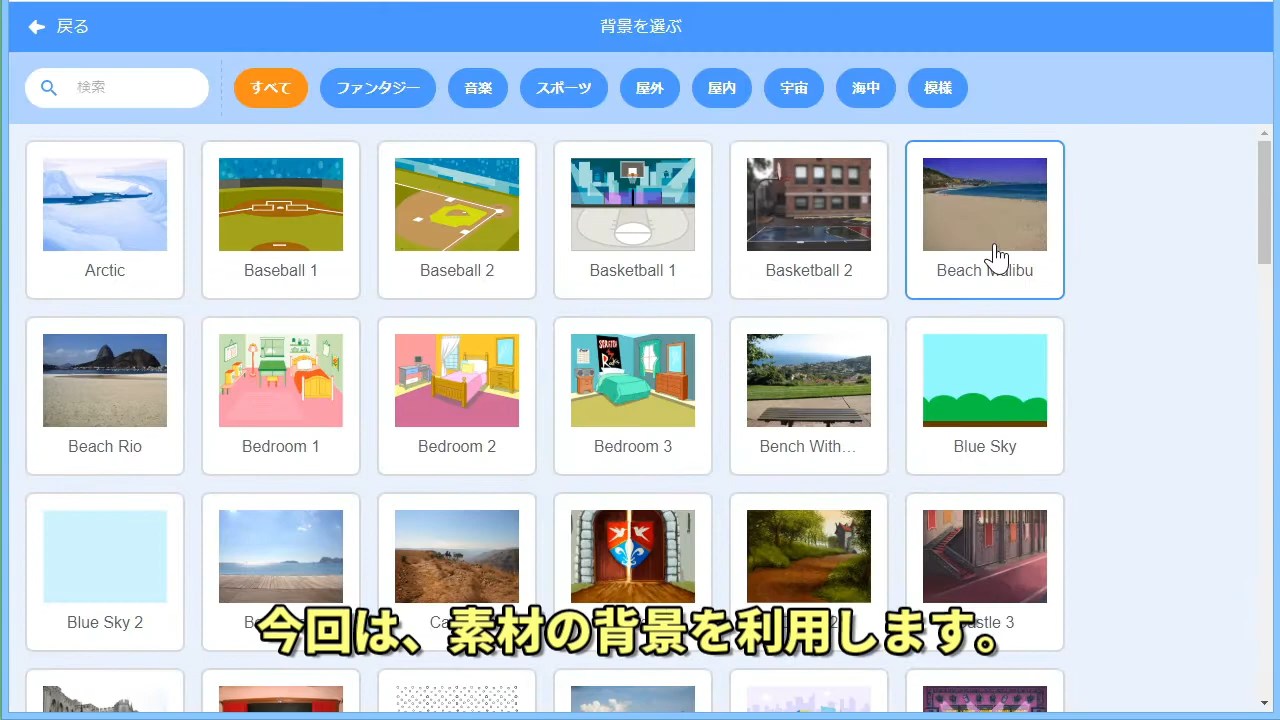 戻る
背景を選ぶ
検索
すべて
ファンタジー
音楽
スポーツ
屋外
屋内
宇宙
海中
模様
Arctic
Baseball 1
Baseball 2
Basketball 1
Basketball 2
Beach Malibu
Beach Rio
Bedroom 1
Bedroom 2
Bedroom 3
Bench With...
Blue Sky
Blue Sky 2
今回は、素材の背景を利用します。